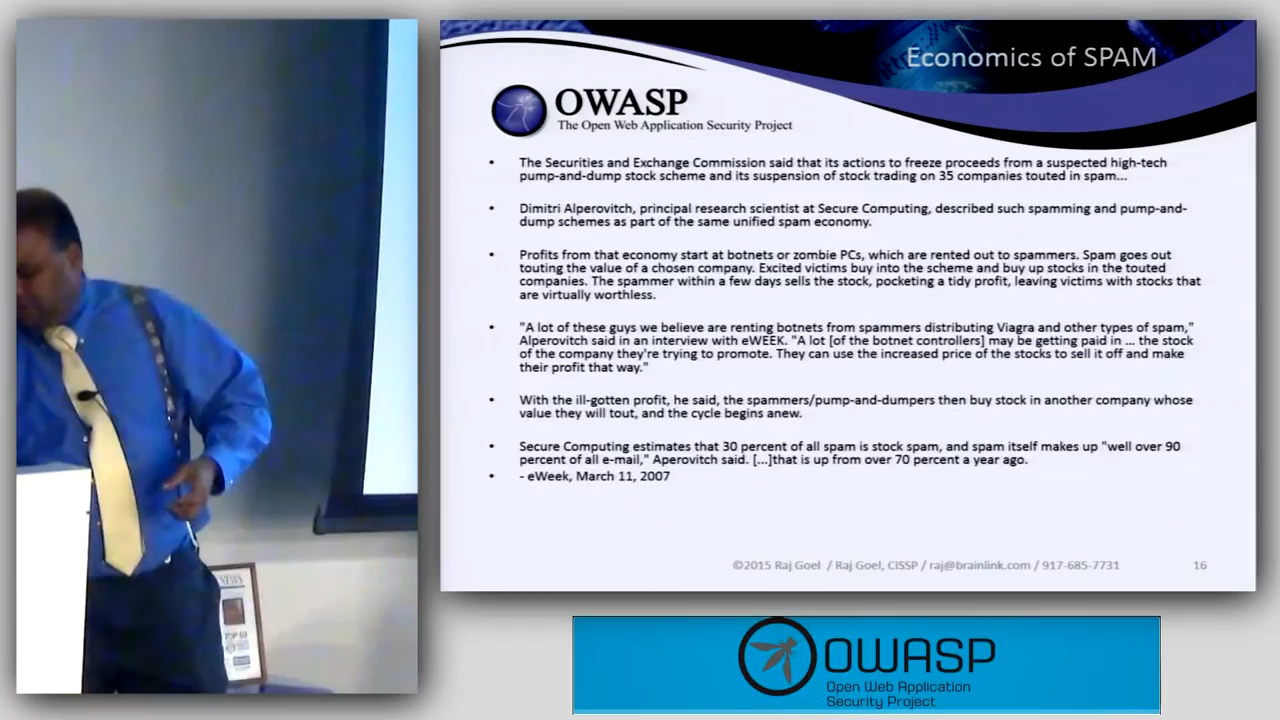 Economics of SPAM
OWASP
The Open Web Application Security Project
• The Securities and Exchange Commission said that its actions to freeze proceeds from a suspected high-tech
pump-and-dump stock scheme and its suspension of stock trading on 35 companies touted in spam...
• Dimitri Alperovitch, principal research scientist at Secure Computing, described such spamming and pump-and-
dump schemes as part of the same unified spam economy.
• Profits from that economy start at botnets or zombie PCs, which are rented out to spammers. Spam goes out
touting the value of a chosen company. Excited victims buy into the scheme and buy up stocks in the touted
companies. The spammer within a few days sells the stock, pocketing a tidy profit, leaving victims with stocks that
are virtually worthless.
• "A lot of these guys we believe are renting botnets from spammers distributing Viagra and other types of spam,"
Alperovitch said in an interview with eWEEK. "A lot [of the botnet controllers] may be getting paid in ... the stock
of the company they're trying to promote. They can use the increased price of the stocks to sell it off and make
their profit that way."
• With the ill-gotten profit, he said, the spammers/pump-and-dumpers then buy stock in another company whose
value they will tout, and the cycle begins anew.
• Secure Computing estimates that 30 percent of all spam is stock spam, and spam itself makes up "well over 90
percent of all e-mail," Aperovitch said. [...]that is up from over 70 percent a year ago.
• - eWeek, March 11, 2007
©2015 Raj Goel / Raj Goel, CISSP / raj@brainlink.com / 917-685-7731
16
NEWS
TOP 50
OWASP
Open Web Application
Security Project